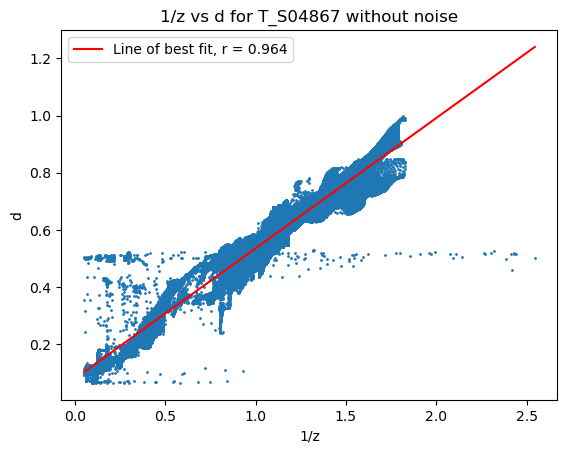 1/z vs d for T_S04867 without noise
Line of best fit, r = 0.964
1.2
1.0
0.8
0.6
0.4
0.2
d
0.0 0.5 1.0 1.5 2.0 2.5
1/z